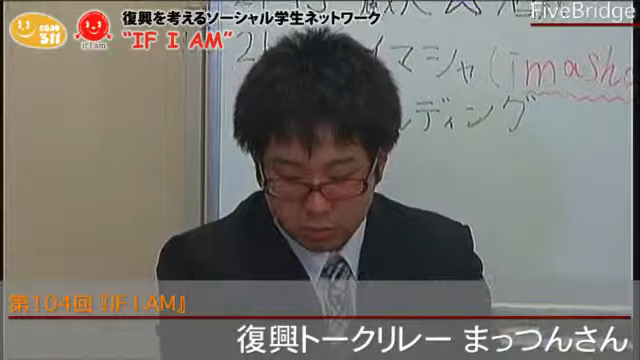 FiveBridge
復興を考えるソーシャル学生ネットワーク
"IF I AM"
311
if I am
イマシャ(imasha
ディング
第104回『IF I AM』
復興トークリレー まっつんさん